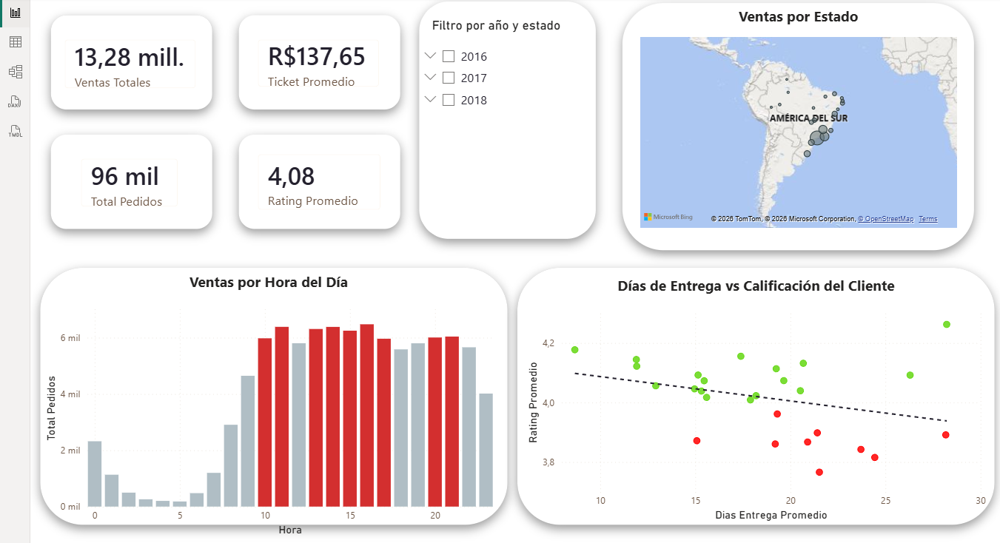 DAX
TMDL
13,28 mill.
Ventas Totales
R$137,65
Ticket Promedio
96 mil
Total Pedidos
4,08
Rating Promedio
Filtro por año y estado
2016
2017
2018
Ventas por Estado
AMÉRICA DEL SUR
Microsoft Bing
© 2026 TomTom, © 2026 Microsoft Corporation, © OpenStreetMap Terms
Ventas por Hora del Día
Total Pedidos
6 mil
4 mil
2 mil
0 mil
0 5 10 15 20
Hora
Días de Entrega vs Calificación del Cliente
Rating Promedio
4,2
4,0
3,8
10 15 20 25 30
Dias Entrega Promedio